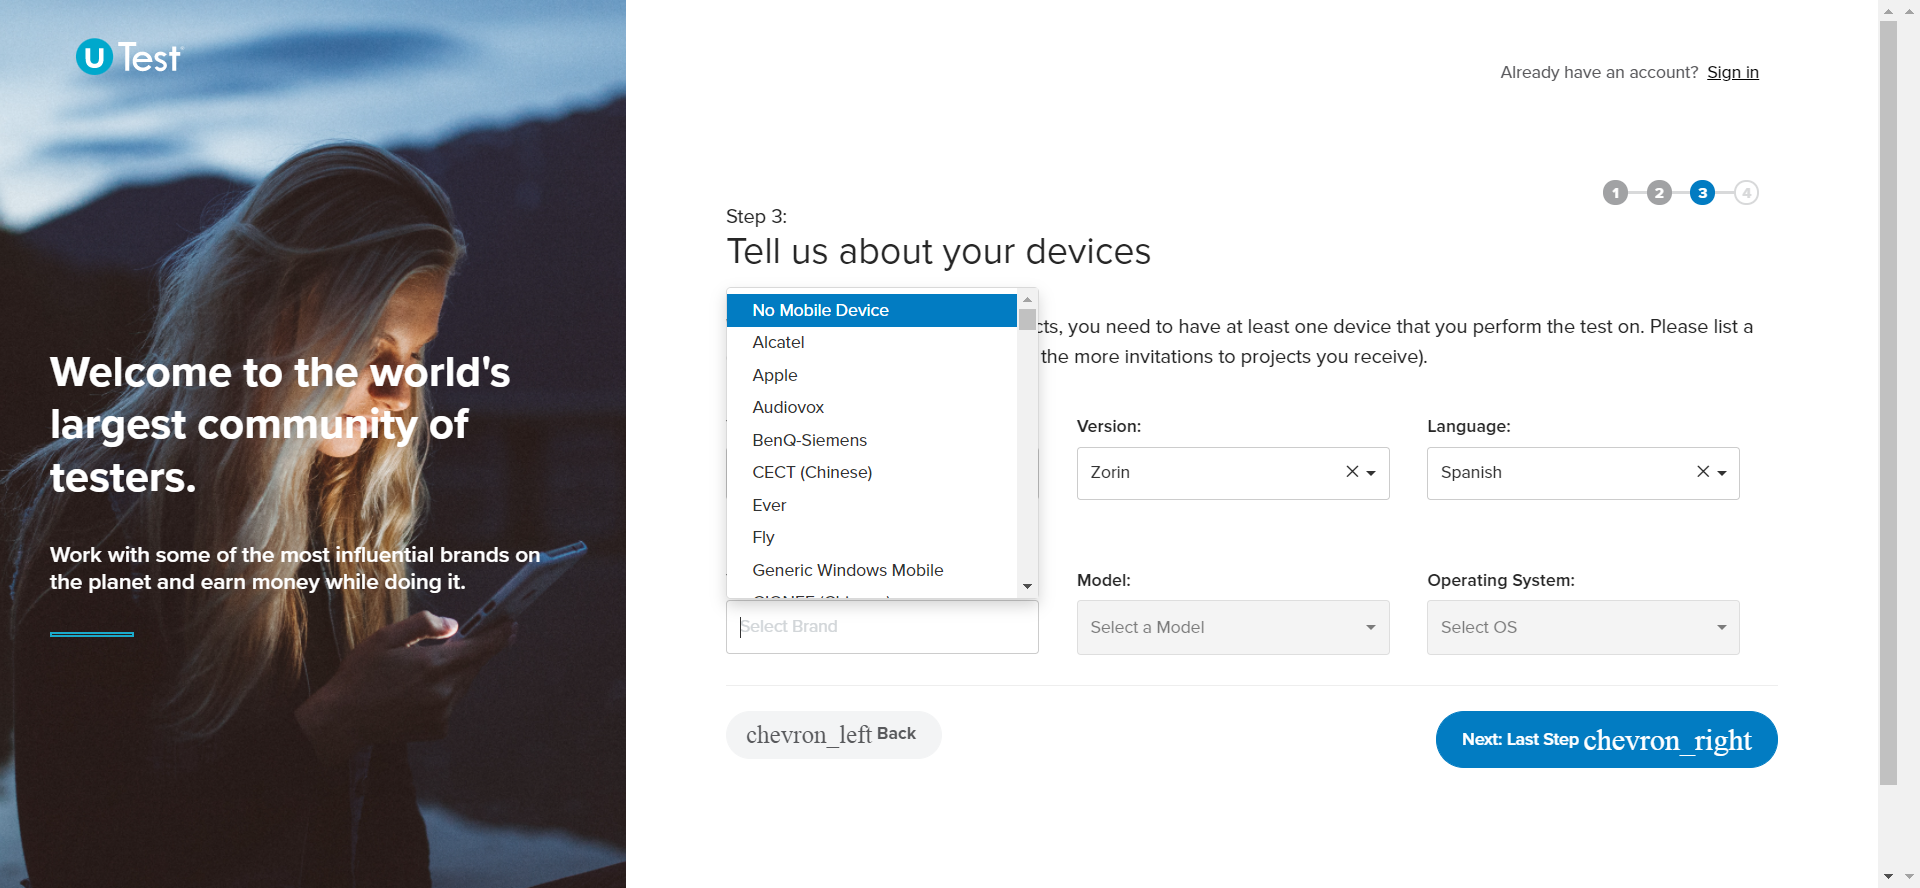 U Test
Already have an account? Sign in
1 2 3 4
Step 3:
Tell us about your devices
No Mobile Device
Alcatel
Apple
Audiovox
BenQ-Siemens
CECT (Chinese)
Ever
Fly
Generic Windows Mobile
cts, you need to have at least one device that you perform the test on. Please list a
the more invitations to projects you receive).
Version:
Language:
Zorin
Spanish
Model:
Operating System:
Select Brand
Select a Model
Select OS
chevron_left Back
Next: Last Step chevron_right
Welcome to the world's
largest community of
testers.
Work with some of the most influential brands on
the planet and earn money while doing it.